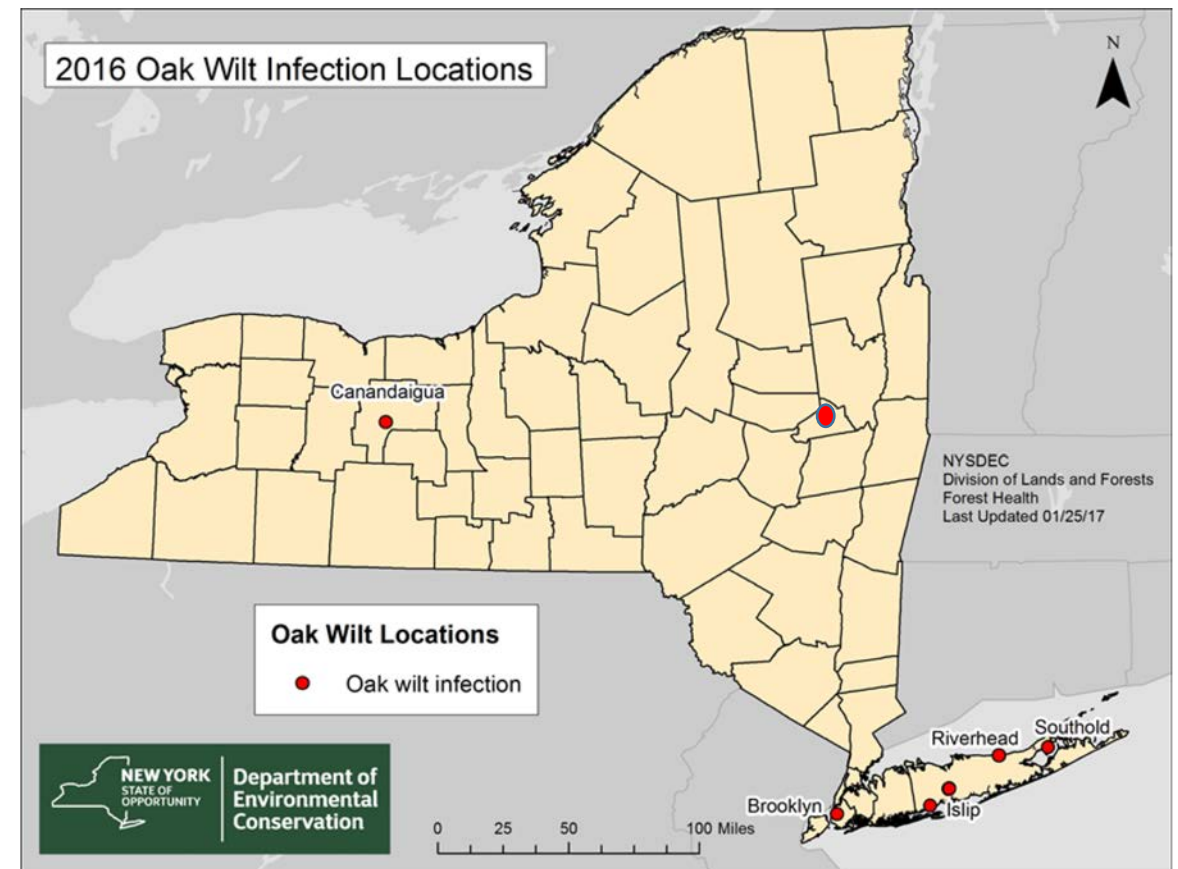 2016 Oak Wilt Infection Locations
N
Canandaigua
NYSDEC
Division of Lands and Forests
Forest Health
Last Updated 01/25/17
Oak Wilt Locations
Oak wilt infection
Southold
Riverhead
Brooklyn
Islip
NEW YORK
STATE OF
OPPORTUNITY
Department of
Environmental
Conservation
0 25 50 100 Miles